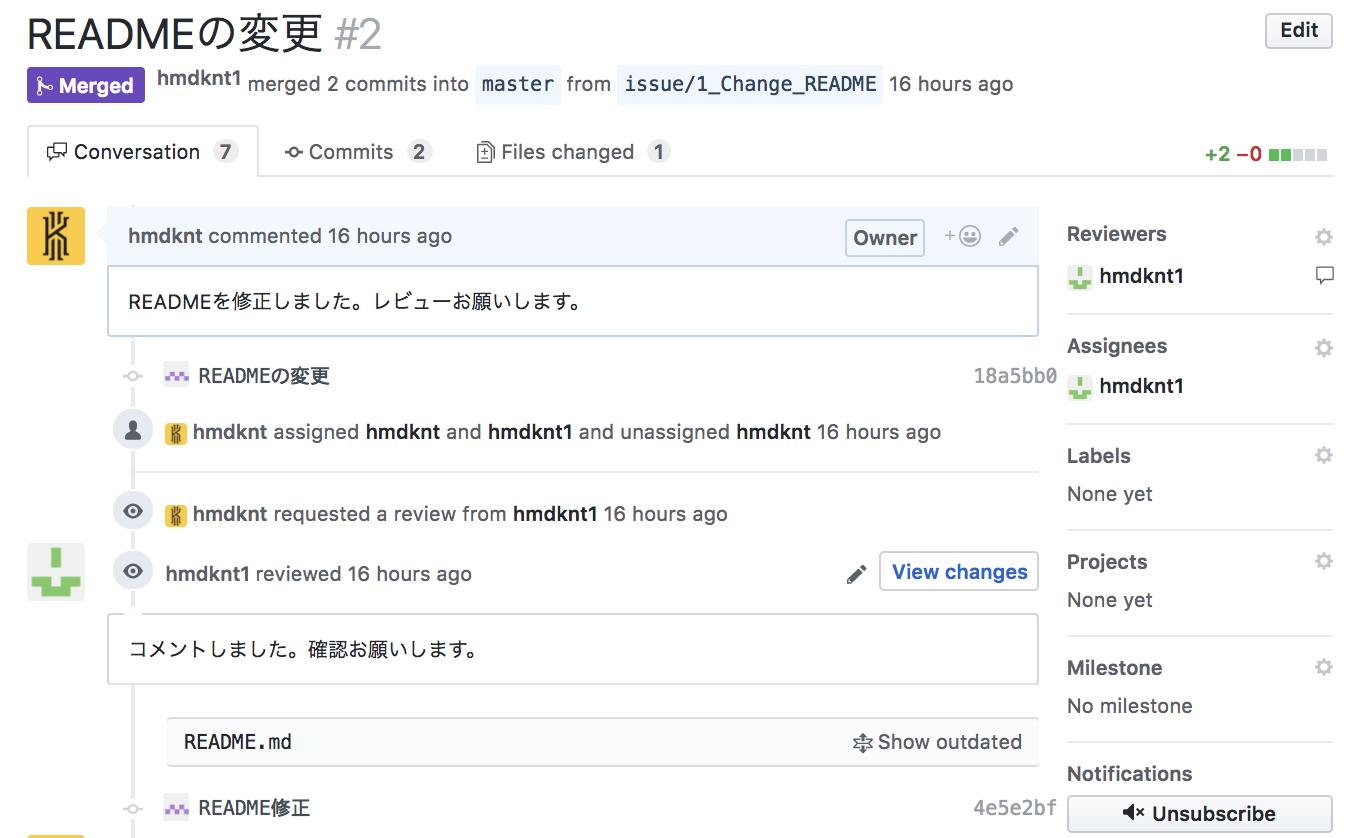 READMEの変更 #2
Edit
Merged hmdknt1 merged 2 commits into master from issue/1_Change_README 16 hours ago
Conversation 7 Commits 2 Files changed 1
+2 −0
hmdknt commented 16 hours ago Owner
READMEを修正しました。レビューお願いします。
READMEの変更 18a5bb0
hmdknt assigned hmdknt and hmdknt1 and unassigned hmdknt 16 hours ago
hmdknt requested a review from hmdknt1 16 hours ago
hmdknt1 reviewed 16 hours ago View changes
コメントしました。確認お願いします。
README.md Show outdated
README修正 4e5e2bf
Reviewers
hmdknt1
Assignees
hmdknt1
Labels
None yet
Projects
None yet
Milestone
No milestone
Notifications
Unsubscribe